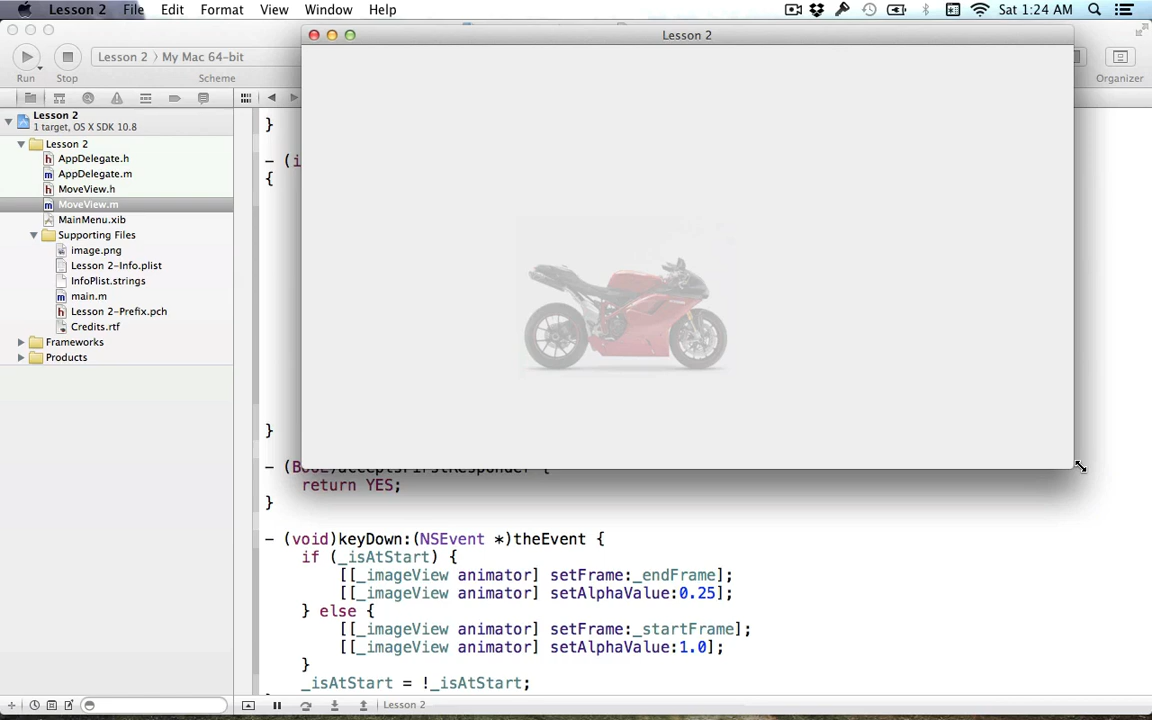 Lesson 2 File Edit Format View Window Help Sat 1:24 AM
Lesson 2
Lesson 2 〉 My Mac 64-bit
Run Stop Scheme Organizer
Lesson 2
1 target, OS X SDK 10.8
}
Lesson 2
AppDelegate.h
- (i
AppDelegate.m
{
MoveView.h
MoveView.m
MainMenu.xib
Supporting Files
image.png
Lesson 2-Info.plist
InfoPlist.strings
main.m
Lesson 2-Prefix.pch
Credits.rtf
Frameworks
Products
}
- (BOOL)acceptsFirstResponder {
return YES;
}
- (void)keyDown:(NSEvent *)theEvent {
if (_isAtStart) {
[[_imageView animator] setFrame:_endFrame];
[[_imageView animator] setAlphaValue:0.25];
} else {
[[_imageView animator] setFrame:_startFrame];
[[_imageView animator] setAlphaValue:1.0];
}
_isAtStart = !_isAtStart;
Lesson 2